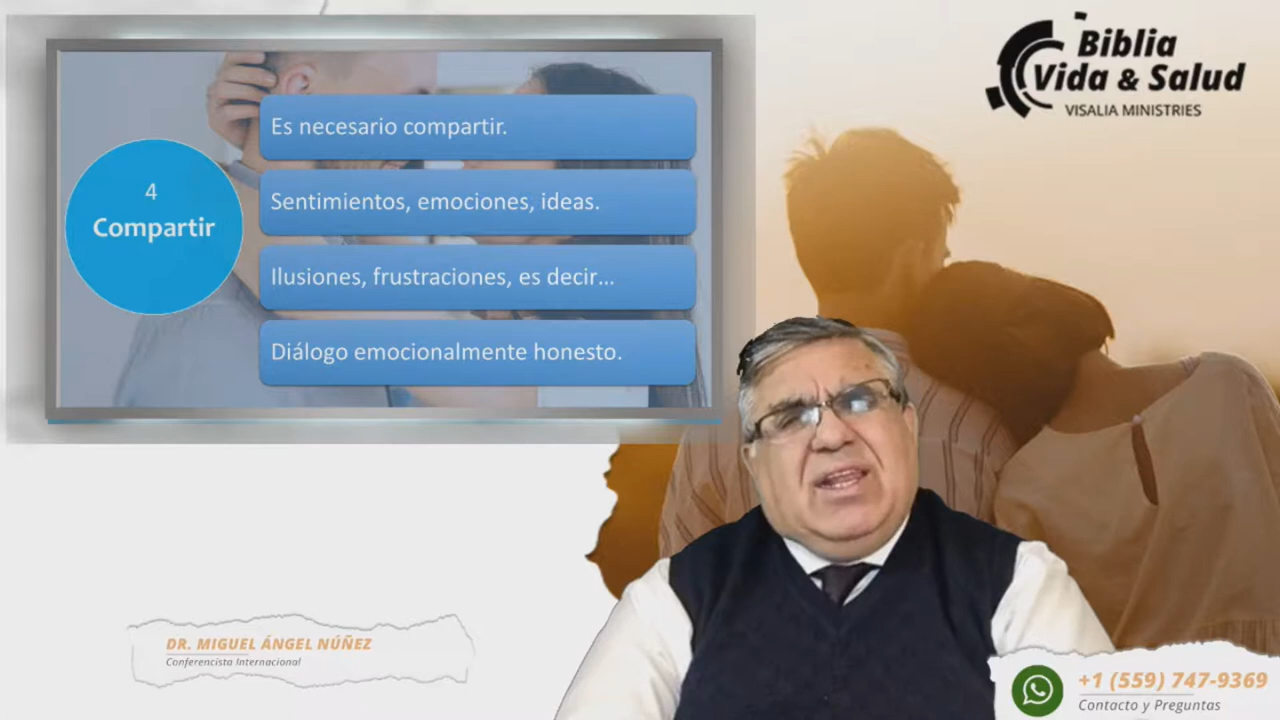 4
Compartir
Es necesario compartir.
Sentimientos, emociones, ideas.
Ilusiones, frustraciones, es decir...
Diálogo emocionalmente honesto.
Biblia
Vida & Salud
VISALIA MINISTRIES
DR. MIGUEL ÁNGEL NÚÑEZ
Conferencista Internacional
+1 (559) 747-9369
Contacto y Preguntas